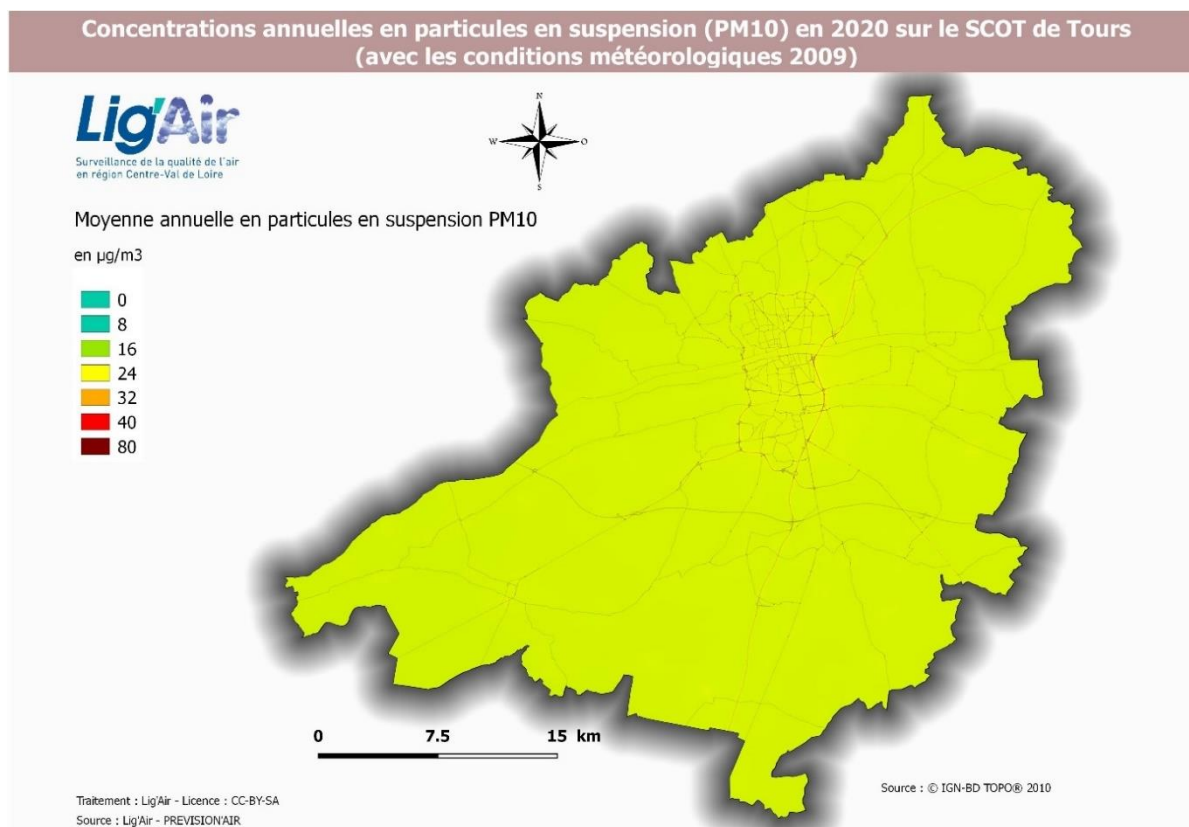 Concentrations annuelles en particules en suspension (PM10) en 2020 sur le SCOT de Tours
(avec les conditions météorologiques 2009)
Lig'Air
Surveillance de la qualité de l'air
en région Centre-Val de Loire
N
W
O
S
Moyenne annuelle en particules en suspension PM10
en µg/m3
0
8
16
24
32
40
80
0 7.5 15 km
Traitement : Lig'Air - Licence : CC-BY-SA
Source : Lig'Air - PREVISION'AIR
Source : © IGN-BD TOPO® 2010